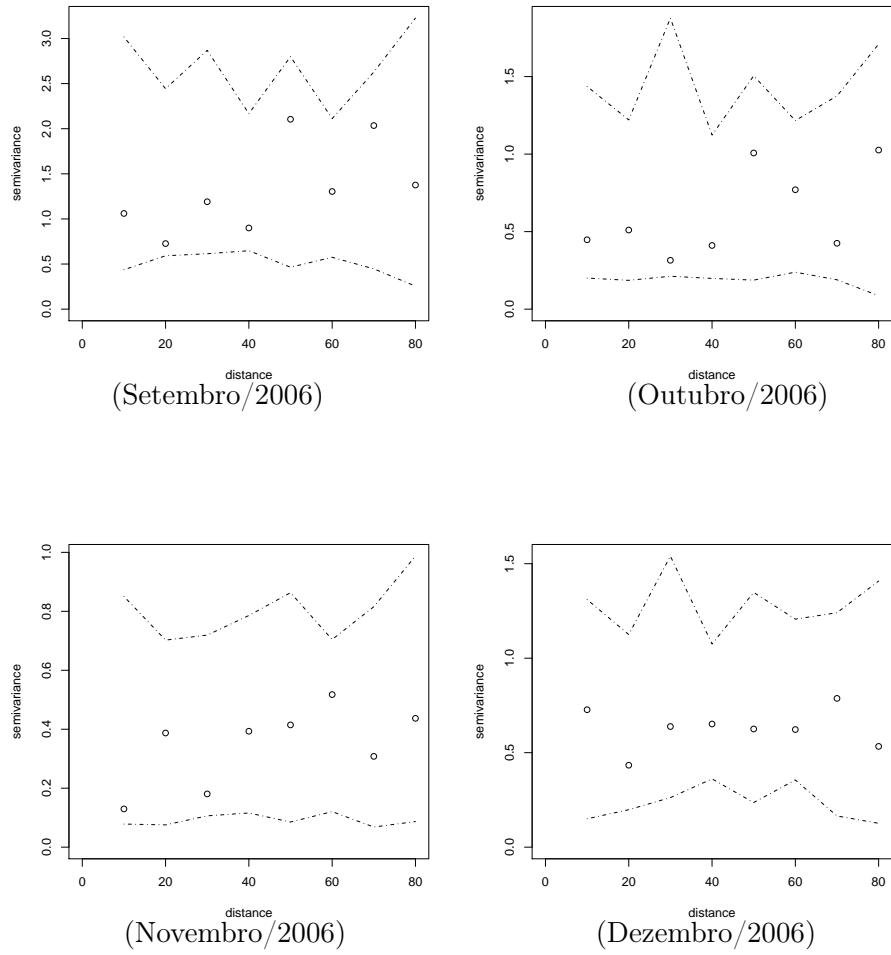 3.0
2.5
2.0
1.5
1.0
0.5
0.0
semivariance
0 20 40 60 80
distance
(Setembro/2006)
1.5
1.0
0.5
0.0
semivariance
0 20 40 60 80
distance
(Outubro/2006)
1.0
0.8
0.6
0.4
0.2
0.0
semivariance
0 20 40 60 80
distance
(Novembro/2006)
1.5
1.0
0.5
0.0
semivariance
0 20 40 60 80
distance
(Dezembro/2006)